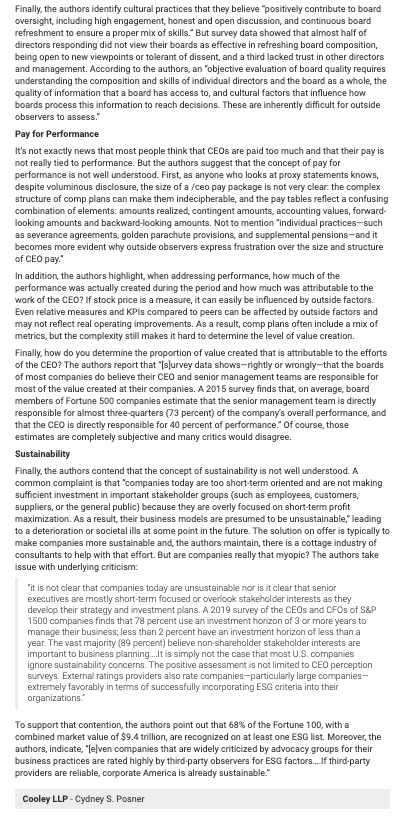 Finally, the authors identify cultural practices that they believe “positively contribute to board
oversight, including high engagement, honest and open discussion, and continuous board
refreshment to ensure a proper mix of skills.” But survey data showed that almost half of
directors responding did not view their boards as effective in refreshing board composition,
being open to new viewpoints or tolerant of dissent, and a third lacked trust in other directors
and management. According to the authors, an “objective evaluation of board quality requires
understanding the composition and skills of individual directors and the board as a whole, the
quality of information that a board has access to, and cultural factors that influence how
boards process this information to reach decisions. These are inherently difficult for outside
observers to assess.”
Pay for Performance
It’s not exactly news that most people think that CEOs are paid too much and that their pay is
not really tied to performance. But the authors suggest that the concept of pay for
performance is not well understood. First, as anyone who looks at proxy statements knows,
despite voluminous disclosure, the size of a /ceo pay package is not very clear: the complex
structure of comp plans can make them indecipherable, and the pay tables reflect a confusing
combination of elements: amounts realized, contingent amounts, accounting values, forward-
looking amounts and backward-looking amounts. Not to mention “individual practices—such
as severance agreements, golden parachute provisions, and supplemental pensions—and it
becomes more evident why outside observers express frustration over the size and structure
of CEO pay.”
In addition, the authors highlight, when addressing performance, how much of the
performance was actually created during the period and how much was attributable to the
work of the CEO? If stock price is a measure, it can easily be influenced by outside factors.
Even relative measures and KPIs compared to peers can be affected by outside factors and
may not reflect real operating improvements. As a result, comp plans often include a mix of
metrics, but the complexity still makes it hard to determine the level of value creation.
Finally, how do you determine the proportion of value created that is attributable to the efforts
of the CEO? The authors report that “[s]urvey data shows—rightly or wrongly—that the boards
of most companies do believe their CEO and senior management teams are responsible for
most of the value created at their companies. A 2015 survey finds that, on average, board
members of Fortune 500 companies estimate that the senior management team is directly
responsible for almost three-quarters (73 percent) of the company’s overall performance, and
that the CEO is directly responsible for 40 percent of performance.” Of course, those
estimates are completely subjective and many critics would disagree.
Sustainability
Finally, the authors contend that the concept of sustainability is not well understood. A
common complaint is that “companies today are too short-term oriented and are not making
sufficient investment in important stakeholder groups (such as employees, customers,
suppliers, or the general public) because they are overly focused on short-term profit
maximization. As a result, their business models are presumed to be unsustainable,” leading
to a deterioration or societal ills at some point in the future. The solution on offer is typically to
make companies more sustainable and, the authors maintain, there is a cottage industry of
consultants to help with that effort. But are companies really that myopic? The authors take
issue with underlying criticism:
“it is not clear that companies today are unsustainable nor is it clear that senior
executives are mostly short-term focused or overlook stakeholder interests as they
develop their strategy and investment plans. A 2019 survey of the CEOs and CFOs of S&P
1500 companies finds that 78 percent use an investment horizon of 3 or more years to
manage their business; less than 2 percent have an investment horizon of less than a
year. The vast majority (89 percent) believe non-shareholder stakeholder interests are
important to business planning....It is simply not the case that most U.S. companies
ignore sustainability concerns. The positive assessment is not limited to CEO perception
surveys. External ratings providers also rate companies—particularly large companies—
extremely favorably in terms of successfully incorporating ESG criteria into their
organizations.”
To support that contention, the authors point out that 68% of the Fortune 100, with a
combined market value of $9.4 trillion, are recognized on at least one ESG list. Moreover, the
authors, indicate, “[e]ven companies that are widely criticized by advocacy groups for their
business practices are rated highly by third-party observers for ESG factors….If third-party
providers are reliable, corporate America is already sustainable.”
Cooley LLP - Cydney S. Posner